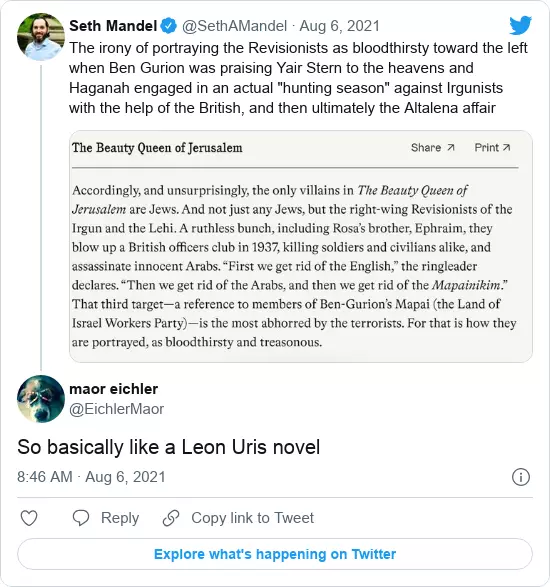 Seth Mandel @SethAMandel · Aug 6, 2021
The irony of portraying the Revisionists as bloodthirsty toward the left
when Ben Gurion was praising Yair Stern to the heavens and
Haganah engaged in an actual "hunting season" against Irgunists
with the help of the British, and then ultimately the Altalena affair
The Beauty Queen of Jerusalem Share ↗ Print ↗
Accordingly, and unsurprisingly, the only villains in The Beauty Queen of
Jerusalem are Jews. And not just any Jews, but the right-wing Revisionists of the
Irgun and the Lehi. A ruthless bunch, including Rosa's brother, Ephraim, they
blow up a British officers club in 1937, killing soldiers and civilians alike, and
assassinate innocent Arabs. “First we get rid of the English,” the ringleader
declares. “Then we get rid of the Arabs, and then we get rid of the Mapainikim.”
That third target—a reference to members of Ben-Gurion's Mapai (the Land of
Israel Workers Party)—is the most abhorred by the terrorists. For that is how they
are portrayed, as bloodthirsty and treasonous.
maor eichler
@EichlerMaor
So basically like a Leon Uris novel
8:46 AM · Aug 6, 2021
Reply Copy link to Tweet
Explore what's happening on Twitter